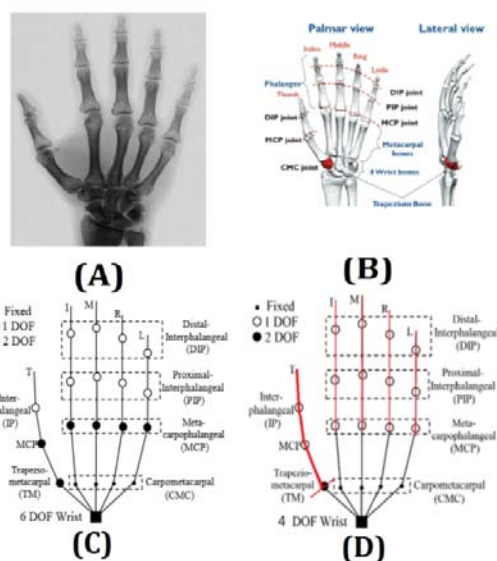 (A)
Palmar view
Lateral view
Index
Middle
Ring
Little
Phalanges
Thumb
DIP joint
PIP joint
MCP joint
DIP joint
MCP joint
Metacarpal
bones
CMC joint
8 Wrist bones
Trapezium Bone
(B)
Fixed
1 DOF
2 DOF
I
M
R
L
T
Distal-
Interphalangeal
(DIP)
Proximal-
Interphalangeal
(PIP)
Inter-
phalangeal
(IP)
Meta-
carpophalangeal
(MCP)
MCP
Trapezio-
metacarpal
(TM)
Carpometacarpal
(CMC)
6 DOF Wrist
(C)
Fixed
1 DOF
2 DOF
I
M
R
L
T
Distal-
Interphalangeal
(DIP)
Inter-
phalangeal
(IP)
Proximal-
Interphalangeal
(PIP)
MCP
Meta-
carpophalangeal
(MCP)
Trapezio-
metacarpal
(TM)
Carpometacarpal
(CMC)
4 DOF Wrist
(D)